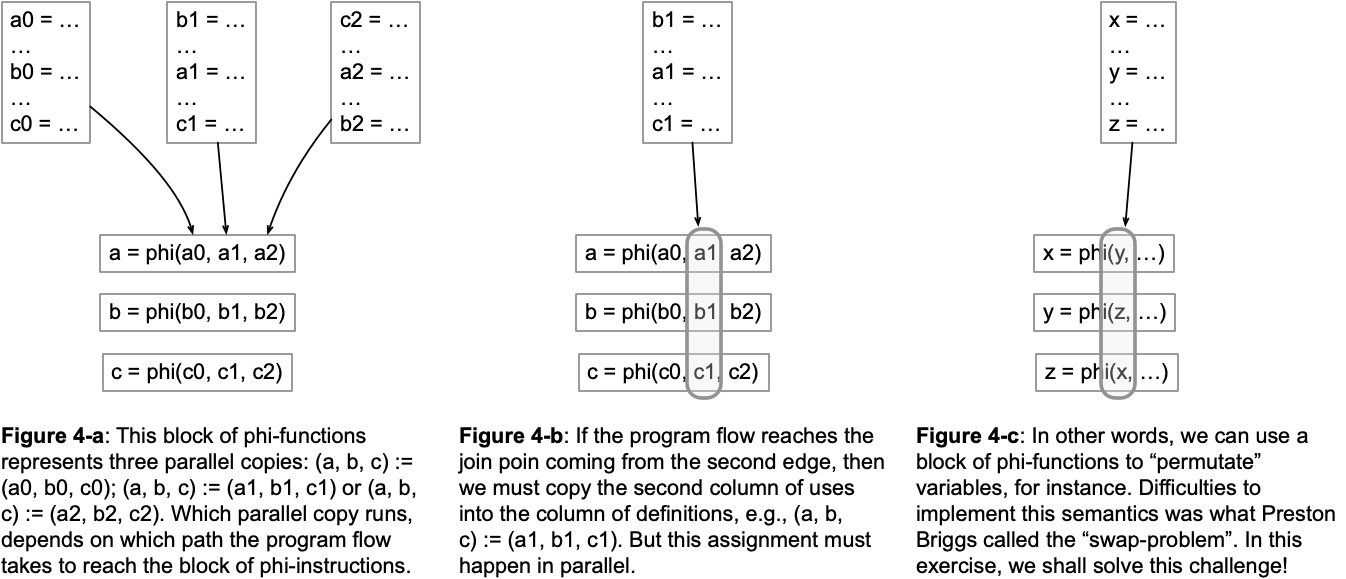 a0 = …
…
b0 = …
…
c0 = …
b1 = …
…
a1 = …
…
c1 = …
c2 = …
…
a2 = …
…
b2 = …
a = phi(a0, a1, a2)
b = phi(b0, b1, b2)
c = phi(c0, c1, c2)
Figure 4-a: This block of phi-functions
represents three parallel copies: (a, b, c) :=
(a0, b0, c0); (a, b, c) := (a1, b1, c1) or (a, b,
c) := (a2, b2, c2). Which parallel copy runs,
depends on which path the program flow
takes to reach the block of phi-instructions.
b1 = …
…
a1 = …
…
c1 = …
a = phi(a0, a1 a2)
b = phi(b0, b1 b2)
c = phi(c0, c1, c2)
Figure 4-b: If the program flow reaches the
join poin coming from the second edge, then
we must copy the second column of uses
into the column of definitions, e.g., (a, b,
c) := (a1, b1, c1). But this assignment must
happen in parallel.
x = …
…
y = …
…
z = …
x = phi(y, …)
y = phi(z, …)
z = phi(x, …)
Figure 4-c: In other words, we can use a
block of phi-functions to “permutate”
variables, for instance. Difficulties to
implement this semantics was what Preston
Briggs called the “swap-problem”. In this
exercise, we shall solve this challenge!